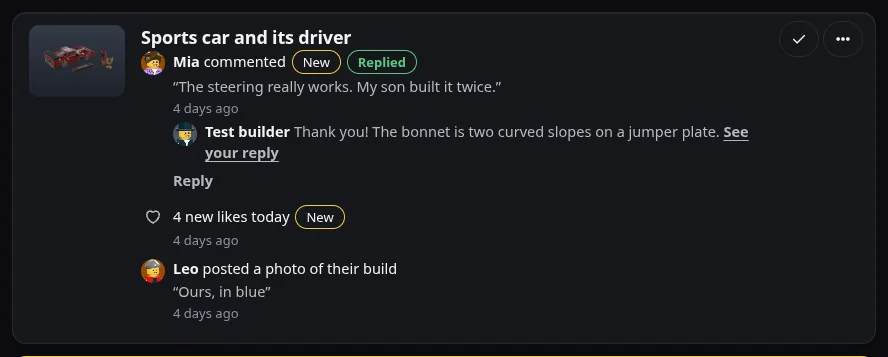 Sports car and its driver
Mia commented New Replied
“The steering really works. My son built it twice.”
4 days ago
Test builder Thank you! The bonnet is two curved slopes on a jumper plate. See
your reply
Reply
4 new likes today New
4 days ago
Leo posted a photo of their build
“Ours, in blue”
4 days ago